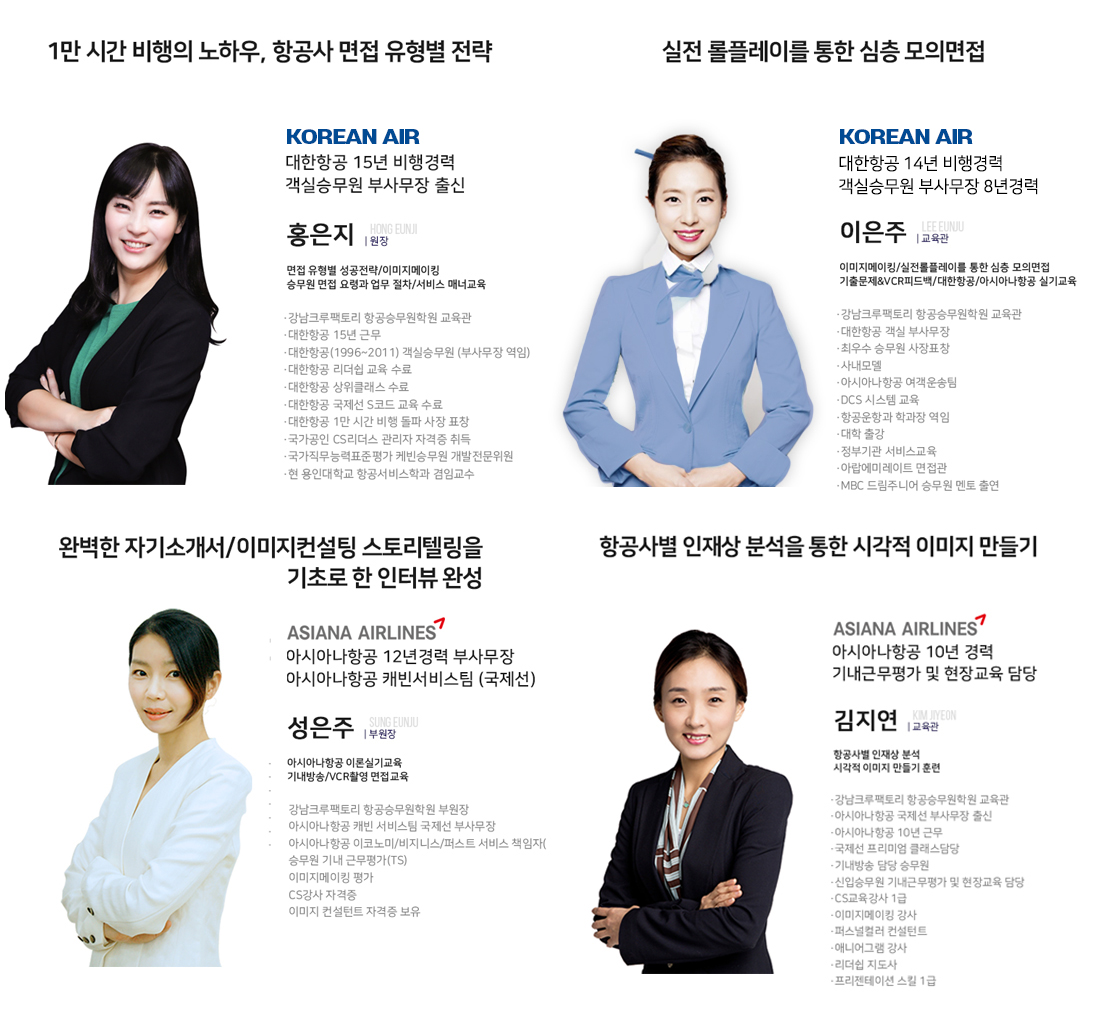 1만 시간 비행의 노하우, 항공사 면접 유형별 전략
KOREAN AIR
대한항공 15년 비행경력
객실승무원 부사무장 출신
홍은지 HONG EUNJI
| 원장
면접 유형별 성공전략/이미지메이킹
승무원 면접 요령과 업무 절차/서비스 매너교육
·강남크루팩토리 항공승무원학원 교육관
·대한항공 15년 근무
·대한항공(1996~2011) 객실승무원 (부사무장 역임)
·대한항공 리더쉽 교육 수료
·대한항공 상위클래스 수료
·대한항공 국제선 S코드 교육 수료
·대한항공 1만 시간 비행 돌파 사장 표창
·국가공인 CS리더스 관리자 자격증 취득
·국가직무능력표준평가 케빈승무원 개발전문위원
·현 용인대학교 항공서비스학과 겸임교수
실전 롤플레이를 통한 심층 모의면접
KOREAN AIR
대한항공 14년 비행경력
객실승무원 부사무장 8년경력
이은주 LEE EUNJU
| 교육관
이미지메이킹/실전롤플레이를 통한 심층 모의면접
기출문제&VCR피드백/대한항공/아시아나항공 실기교육
·강남크루팩토리 항공승무원학원 교육관
·대한항공 객실 부사무장
·최우수 승무원 사장표창
·사내모델
·아시아나항공 여객운송팀
·DCS 시스템 교육
·항공운항과 학과장 역임
·대학 출강
·정부기관 서비스교육
·아랍에미레이트 면접관
·MBC 드림주니어 승무원 멘토 출연
완벽한 자기소개서/이미지컨설팅 스토리텔링을
기초로 한 인터뷰 완성
ASIANA AIRLINES
아시아나항공 12년경력 부사무장
아시아나항공 캐빈서비스팀 (국제선)
성은주 SUNG EUNJU
| 부원장
아시아나항공 이론실기교육
기내방송/VCR촬영 면접교육
강남크루팩토리 항공승무원학원 부원장
아시아나항공 캐빈 서비스팀 국제선 부사무장
아시아나항공 이코노미/비지니스/퍼스트 서비스 책임자(
승무원 기내 근무평가(TS)
이미지메이킹 평가
CS강사 자격증
이미지 컨설턴트 자격증 보유
항공사별 인재상 분석을 통한 시각적 이미지 만들기
ASIANA AIRLINES
아시아나항공 10년 경력
기내근무평가 및 현장교육 담당
김지연 KIM JIYEON
| 교육관
항공사별 인재상 분석
시각적 이미지 만들기 훈련
·강남크루팩토리 항공승무원학원 교육관
·아시아나항공 국제선 부사무장 출신
·아시아나항공 10년 근무
·국제선 프리미엄 클래스담당
·기내방송 담당 승무원
·신입승무원 기내근무평가 및 현장교육 담당
·CS교육강사 1급
·이미지메이킹 강사
·퍼스널컬러 컨설턴트
·애니어그램 강사
·리더쉽 지도사
·프리젠테이션 스킬 1급